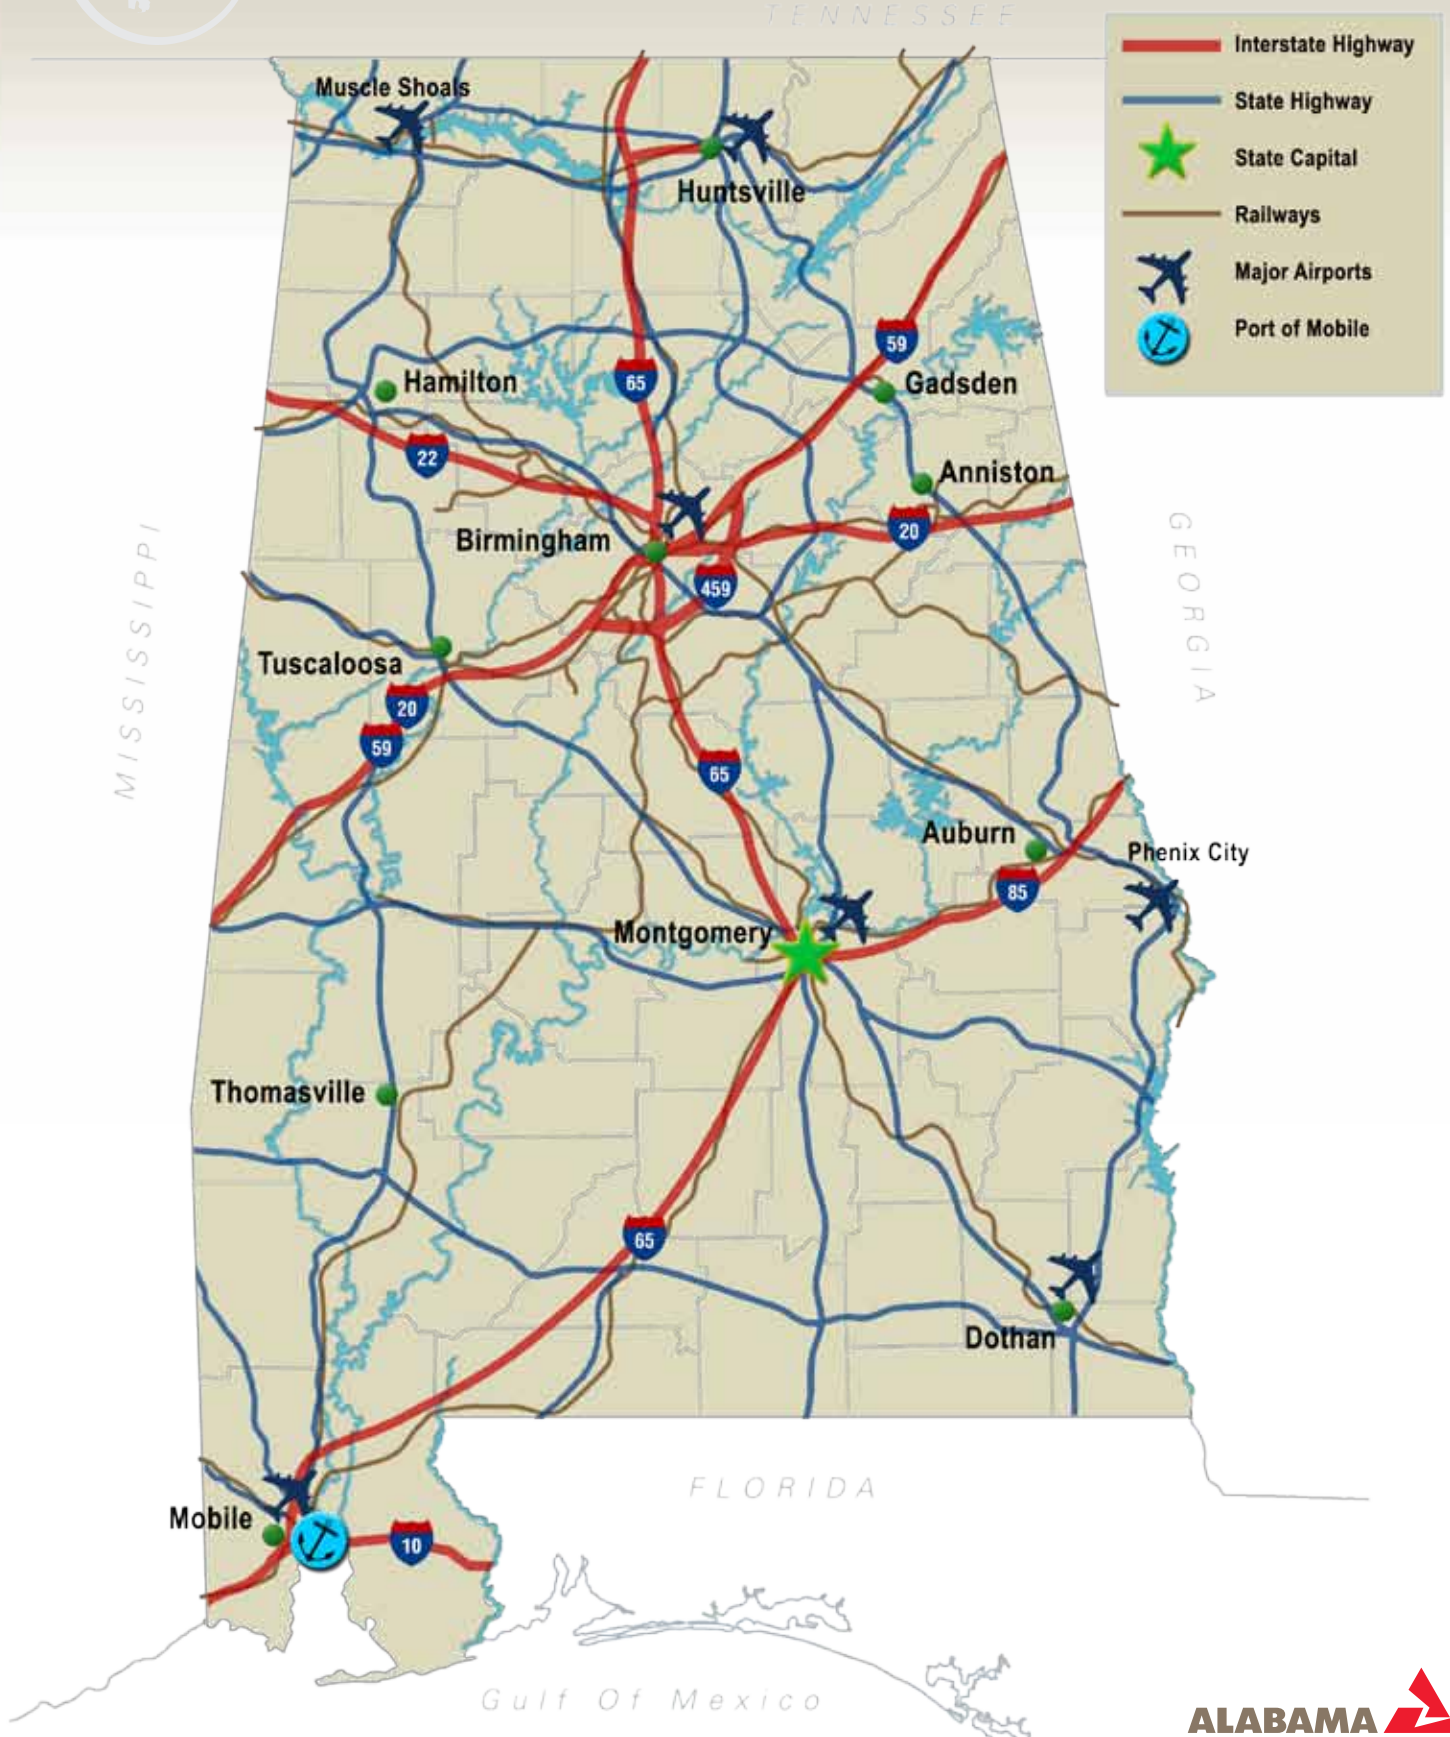 TENNESSEE
Interstate Highway
State Highway
State Capital
Railways
Major Airports
Port of Mobile
Muscle Shoals
Huntsville
59
65
Hamilton
Gadsden
22
Anniston
20
Birmingham
459
MISSISSIPPI
GEORGIA
Tuscaloosa
20
59
65
Auburn
Phenix City
85
Montgomery
Thomasville
65
Dothan
FLORIDA
Mobile
10
Gulf Of Mexico
ALABAMA